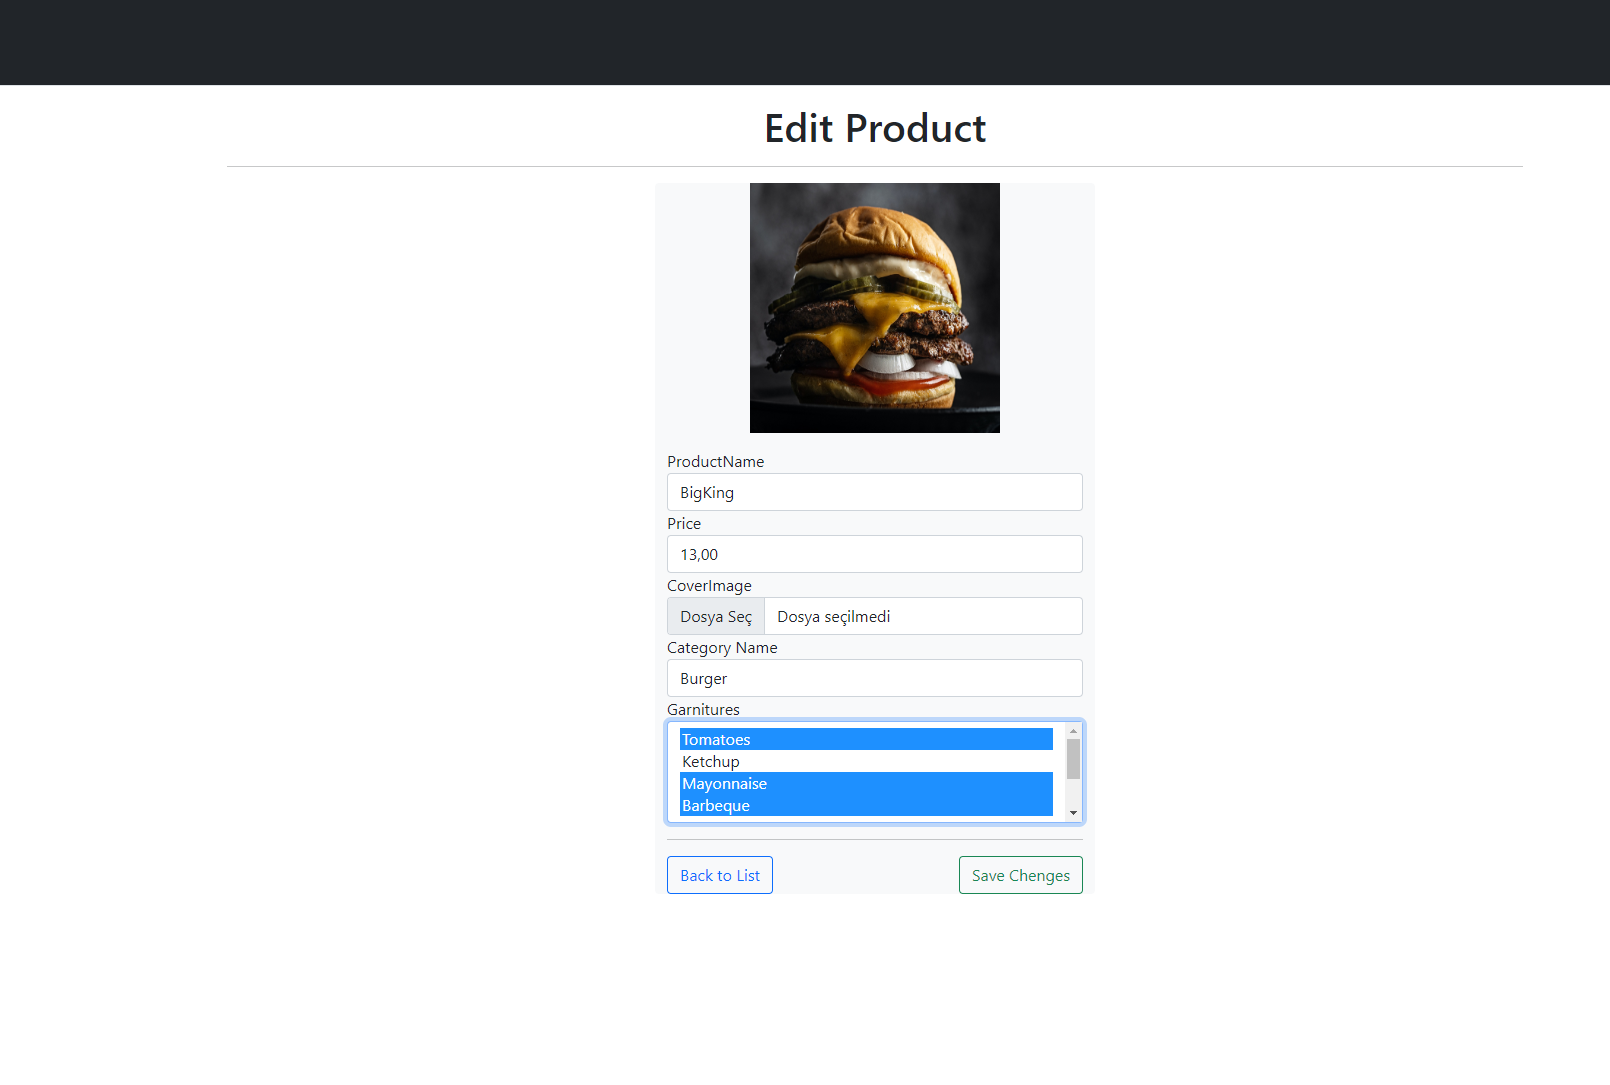 Edit Product
ProductName
BigKing
Price
13,00
CoverImage
Dosya Seç Dosya seçilmedi
Category Name
Burger
Garnitures
Tomatoes
Ketchup
Mayonnaise
Barbeque
Back to List Save Chenges